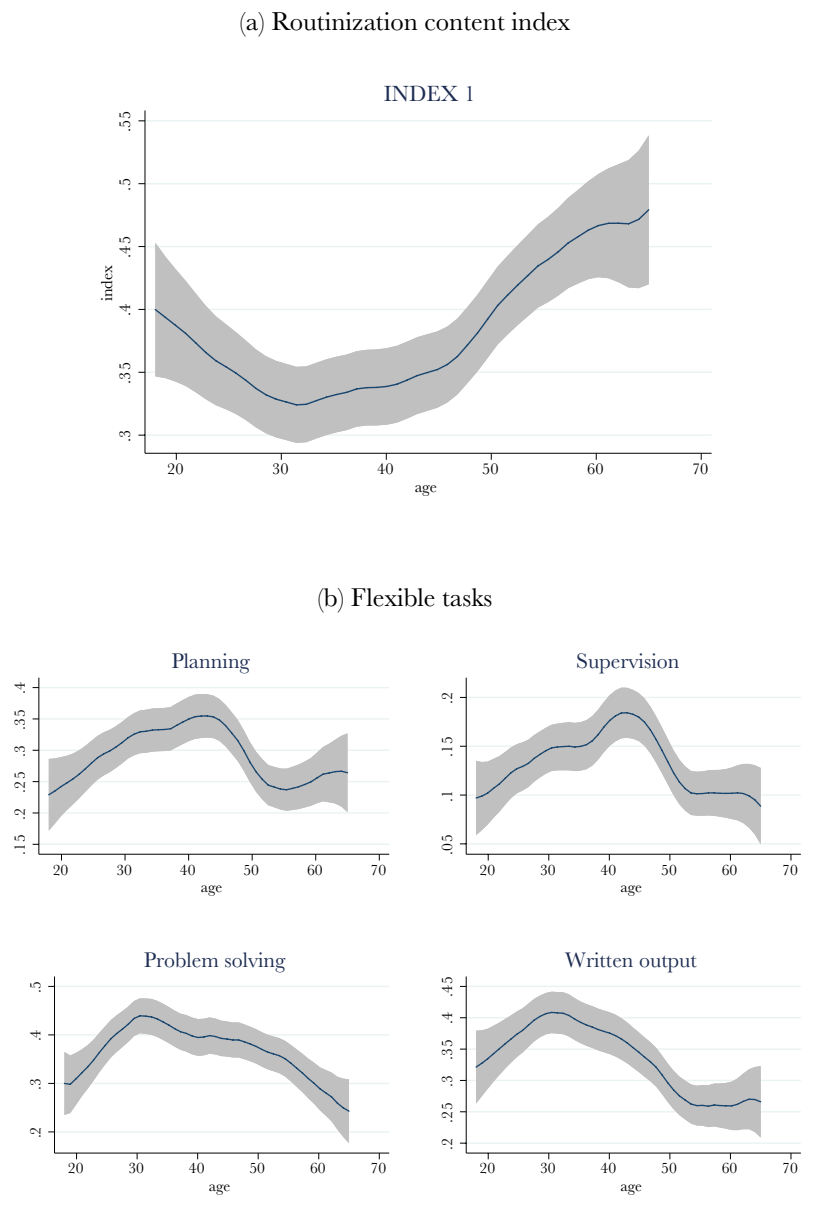 (a) Routinization content index
INDEX 1
.55
.5
.45
.4
.35
.3
index
20 30 40 50 60 70
age
(b) Flexible tasks
Planning
.4
.35
.3
.25
.2
.15
20 30 40 50 60 70
age
Supervision
.2
.15
.1
.05
20 30 40 50 60 70
age
Problem solving
.5
.4
.3
.2
20 30 40 50 60 70
age
Written output
.45
.4
.35
.3
.25
.2
20 30 40 50 60 70
age